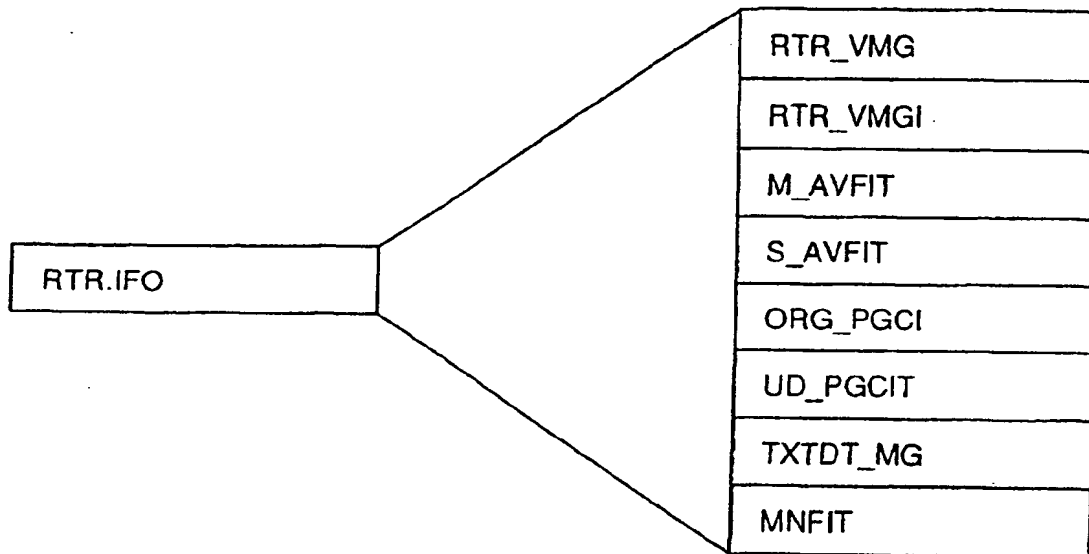 RTR.IFO
RTR_VMG
RTR_VMGI
M_AVFIT
S_AVFIT
ORG_PGCI
UD_PGCIT
TXTDT_MG
MNFIT